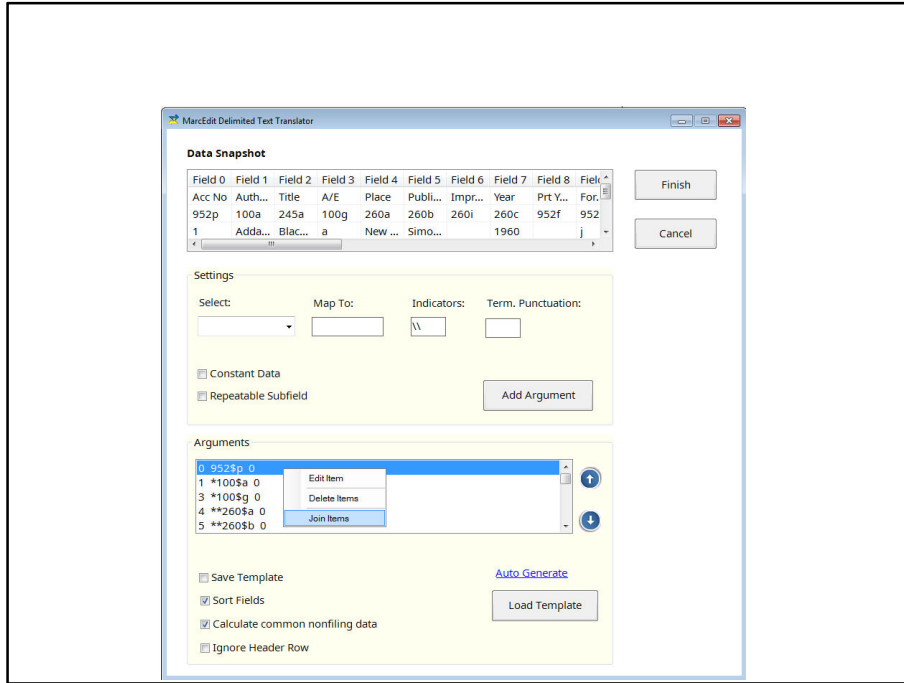 MarcEdit Delimited Text Translator
Data Snapshot
Field 0 Field 1 Field 2 Field 3 Field 4 Field 5 Field 6 Field 7 Field 8 Fiel
Acc No Auth... Title A/E Place Publi... Impr... Year Prt Y... For.
952p 100a 245a 100g 260a 260b 260i 260c 952f 952
1 Adda... Blac... a New ... Simo... 1960 j
Finish
Cancel
Settings
Select: Map To: Indicators: Term. Punctuation:
\\
Constant Data
Repeatable Subfield
Add Argument
Arguments
0 952$p 0
1 *100$a 0
3 *100$g 0
4 **260$a 0
5 **260$b 0
Edit Item
Delete Items
Join Items
Save Template
Sort Fields
Calculate common nonfiling data
Ignore Header Row
Auto Generate
Load Template